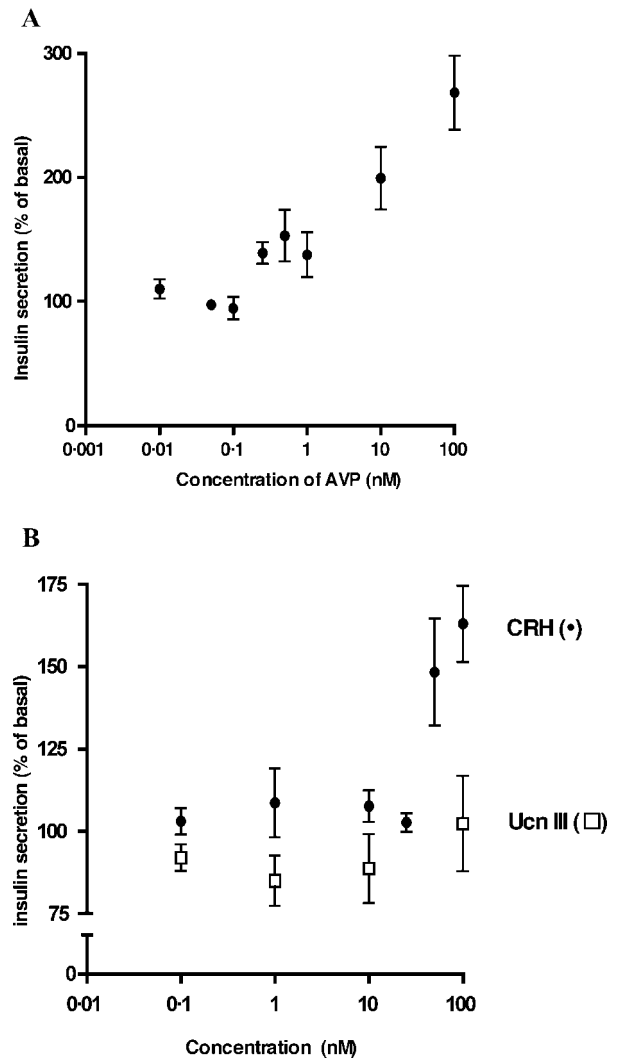 A
300
200
100
0
Insulin secretion (% of basal)
0·001 0·01 0·1 1 10 100
Concentration of AVP (nM)
B
175
150
125
100
75
0
insulin secretion (% of basal)
CRH (•)
Ucn III (□)
0·01 0·1 1 10 100
Concentration (nM)